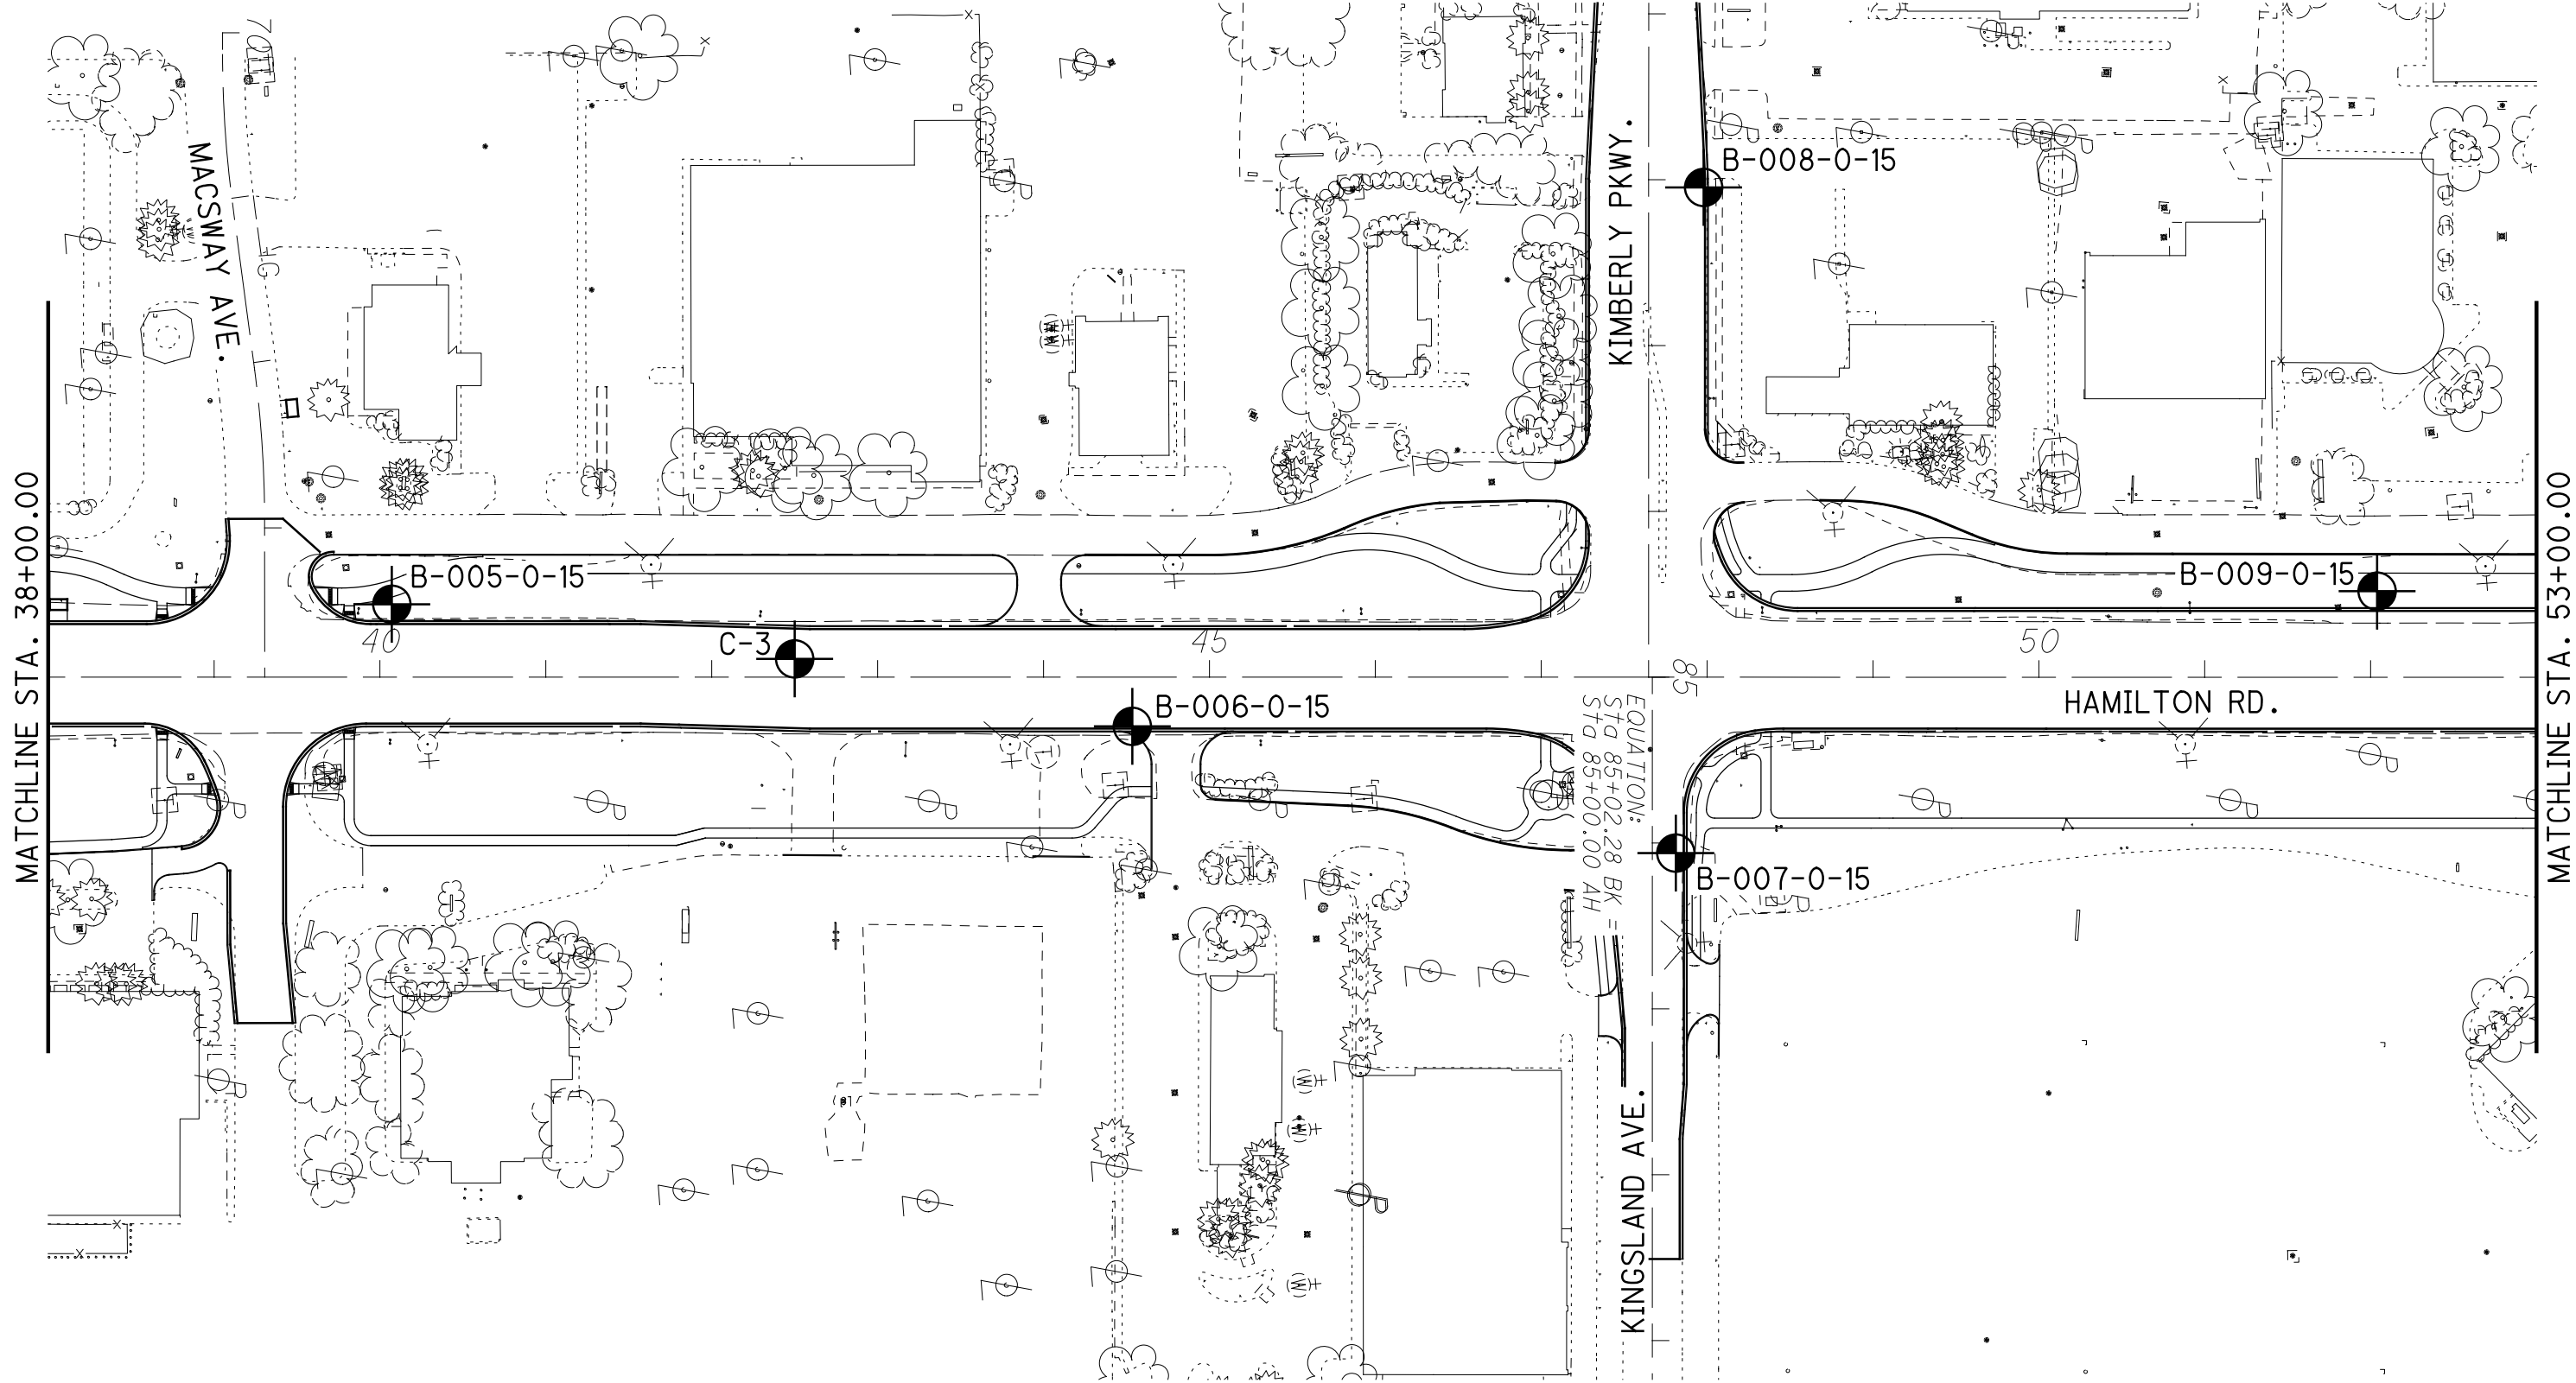 70
MACSWAY AVE.
KIMBERLY PKWY.
B-008-0-15
MATCHLINE STA. 38+00.00
MATCHLINE STA. 53+00.00
B-005-0-15
B-009-0-15
40
C-3
45
50
85
HAMILTON RD.
B-006-0-15
EQUATION:
Sta 85+02.28 BK =
Sta 85+00.00 AH
B-007-0-15
KINGSLAND AVE.